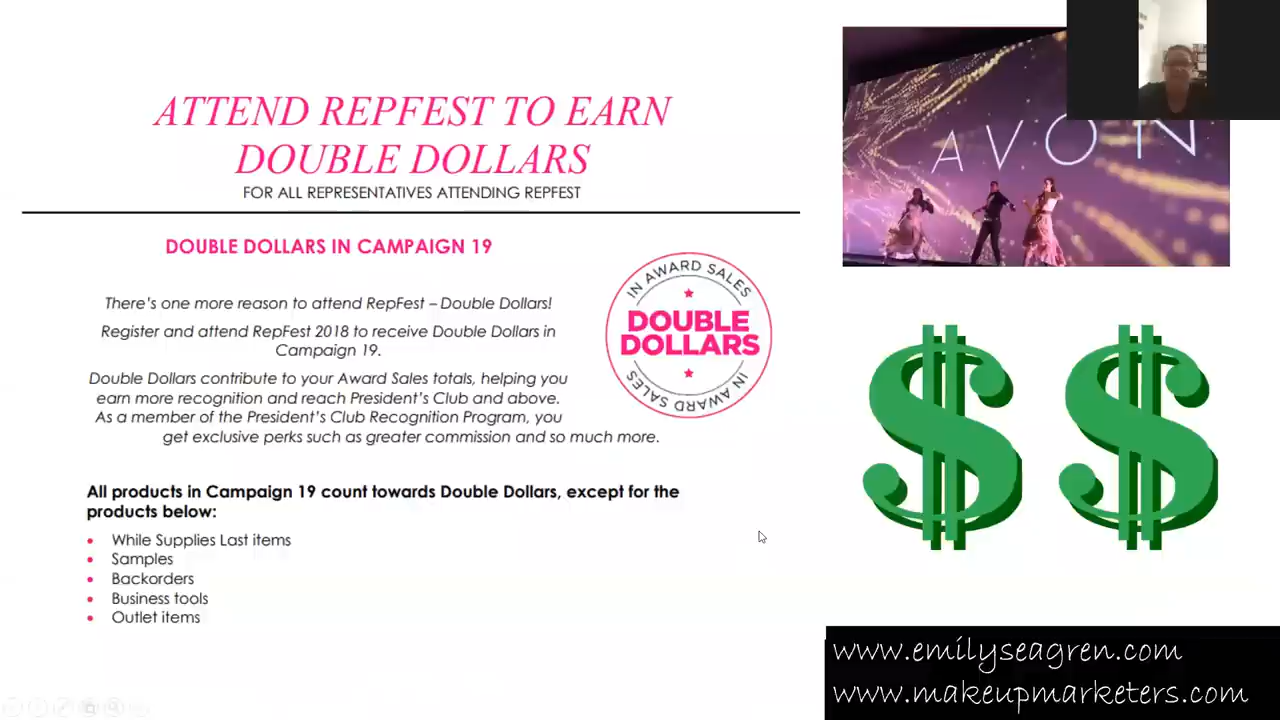 ATTEND REPFEST TO EARN
DOUBLE DOLLARS
FOR ALL REPRESENTATIVES ATTENDING REPFEST
DOUBLE DOLLARS IN CAMPAIGN 19
There's one more reason to attend RepFest – Double Dollars!
Register and attend RepFest 2018 to receive Double Dollars in
Campaign 19.
Double Dollars contribute to your Award Sales totals, helping you
earn more recognition and reach President's Club and above.
As a member of the President's Club Recognition Program, you
get exclusive perks such as greater commission and so much more.
IN AWARD SALES
DOUBLE
DOLLARS
IN AWARD SALES
All products in Campaign 19 count towards Double Dollars, except for the
products below:
• While Supplies Last items
• Samples
• Backorders
• Business tools
• Outlet items
AVON
$ $
www.emilyseagren.com
www.makeupmarketers.com